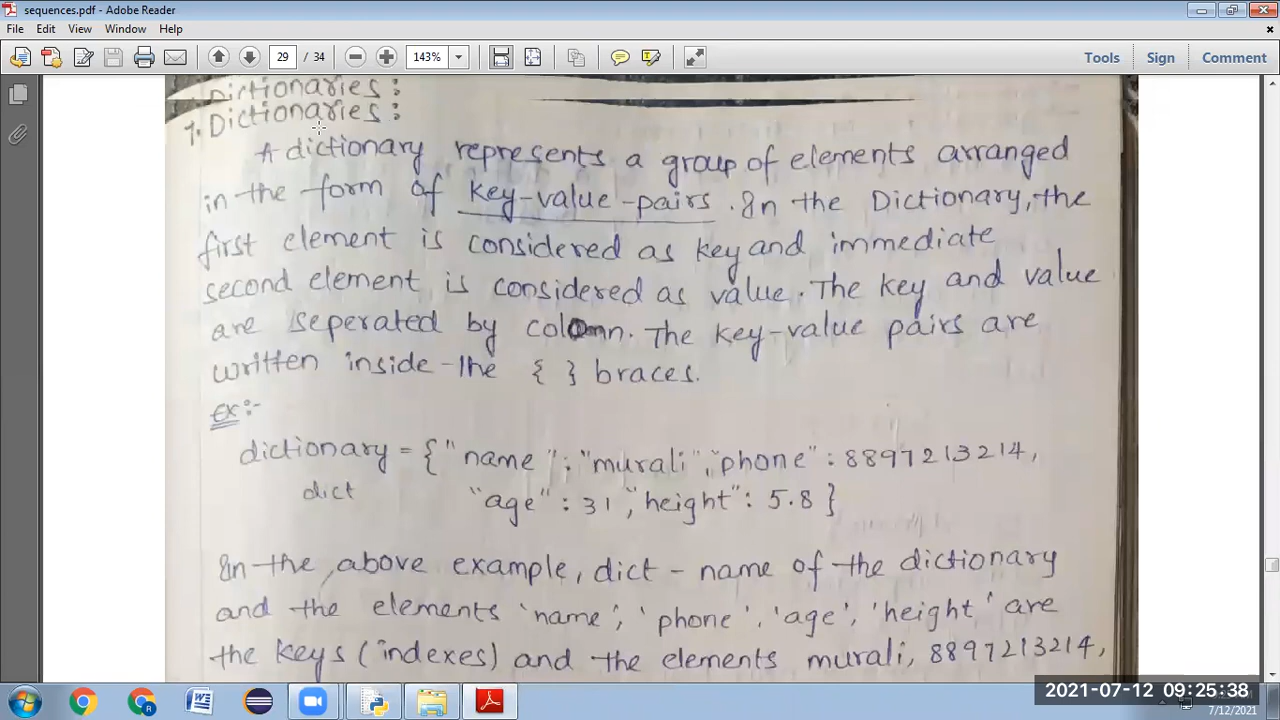 sequences.pdf - Adobe Reader
File Edit View Window Help
29 / 34 143% Tools Sign Comment
Dictionaries :
7. Dictionaries :
A dictionary represents a group of elements arranged
in the form of key-value-pairs. In the Dictionary, the
first element is considered as key and immediate
second element is considered as value. The key and value
are seperated by colomn. The key-value pairs are
written inside the { } braces.
Ex:-
dictionary = {"name" : "murali", "phone" : 8897213214,
dict "age" : 31, "height" : 5.8 }
In the above example, dict - name of the dictionary
and the elements 'name', 'phone', 'age', 'height' are
the keys (indexes) and the elements murali, 8897213214,
2021-07-12 09:25:38
7/12/2021